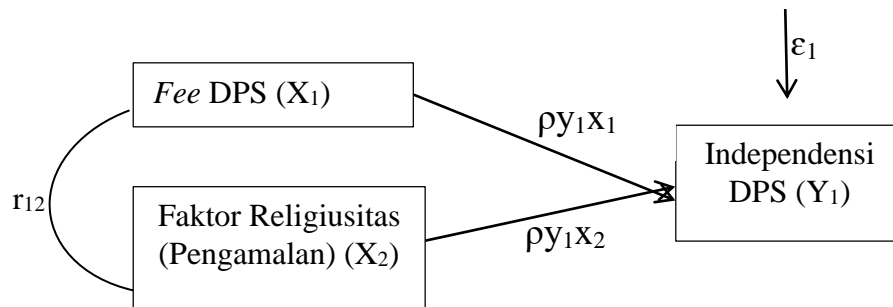 ε₁
Fee DPS (X₁)
ρy₁x₁
Independensi
DPS (Y₁)
r₁₂
Faktor Religiusitas
(Pengamalan) (X₂)
ρy₁x₂